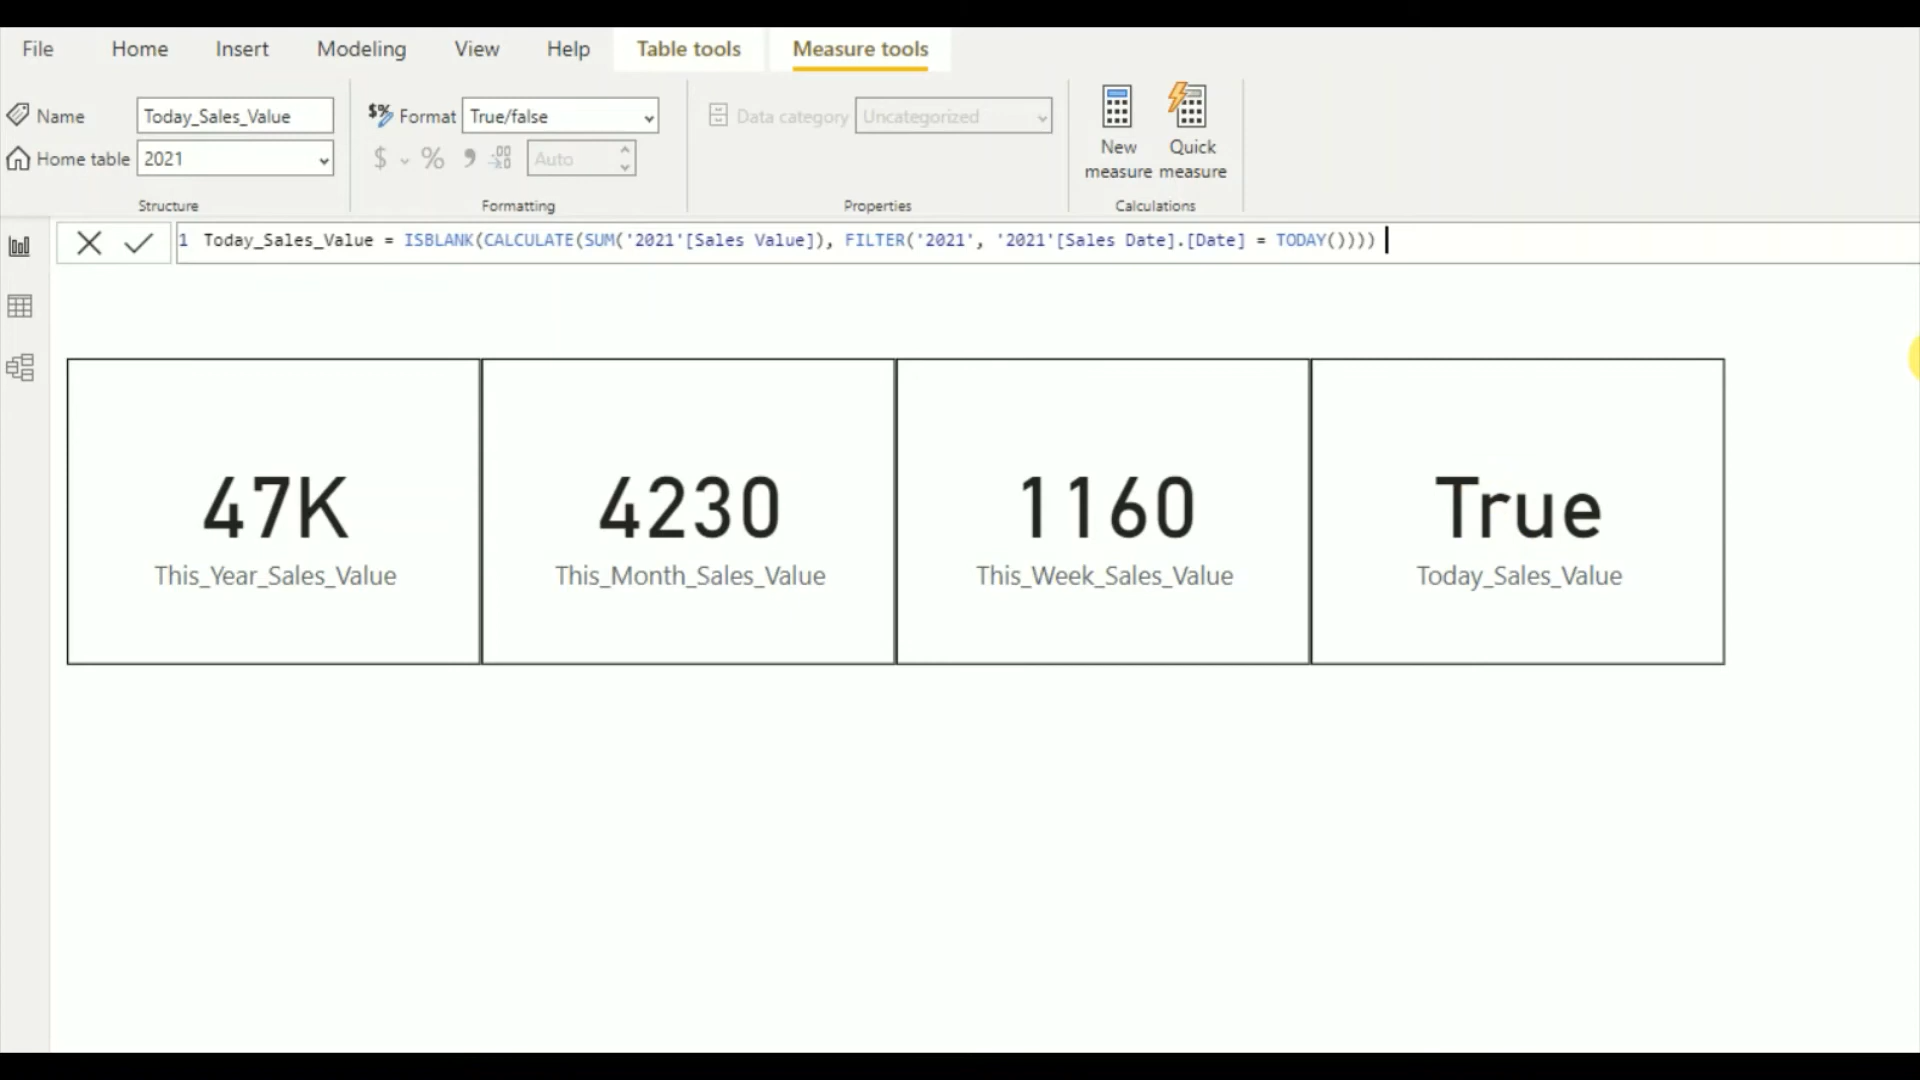 File Home Insert Modeling View Help Table tools Measure tools
Name Today_Sales_Value $% Format True/false Data category Uncategorized
Home table 2021 $ % 9 .00 Auto
New measure
Quick measure
Structure Formatting Properties Calculations
1 Today_Sales_Value = ISBLANK(CALCULATE(SUM('2021'[Sales Value]), FILTER('2021', '2021'[Sales Date].[Date] = TODAY())))
47K 4230 1160 True
This_Year_Sales_Value This_Month_Sales_Value This_Week_Sales_Value Today_Sales_Value